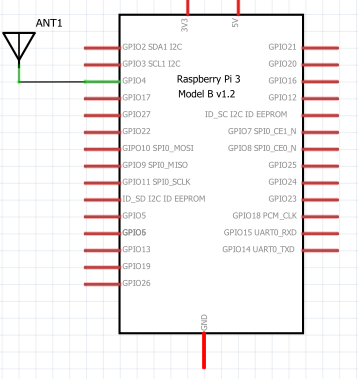 ANT1
3V3
5V
GPIO2 SDA1 I2C
GPIO21
GPIO3 SCL1 I2C
GPIO20
GPIO4
GPIO16
Raspberry Pi 3
Model B v1.2
GPIO17
GPIO12
GPIO27
ID_SC I2C ID EEPROM
GPIO22
GPIO7 SPI0_CE1_N
GIPO10 SPI0_MOSI
GPIO8 SPI0_CE0_N
GPIO9 SPI0_MISO
GPIO25
GPIO11 SPI0_SCLK
GPIO24
ID_SD I2C ID EEPROM
GPIO23
GPIO5
GPIO18 PCM_CLK
GPIO6
GPIO15 UART0_RXD
GPIO13
GPIO14 UART0_TXD
GPIO19
GPIO26
GND